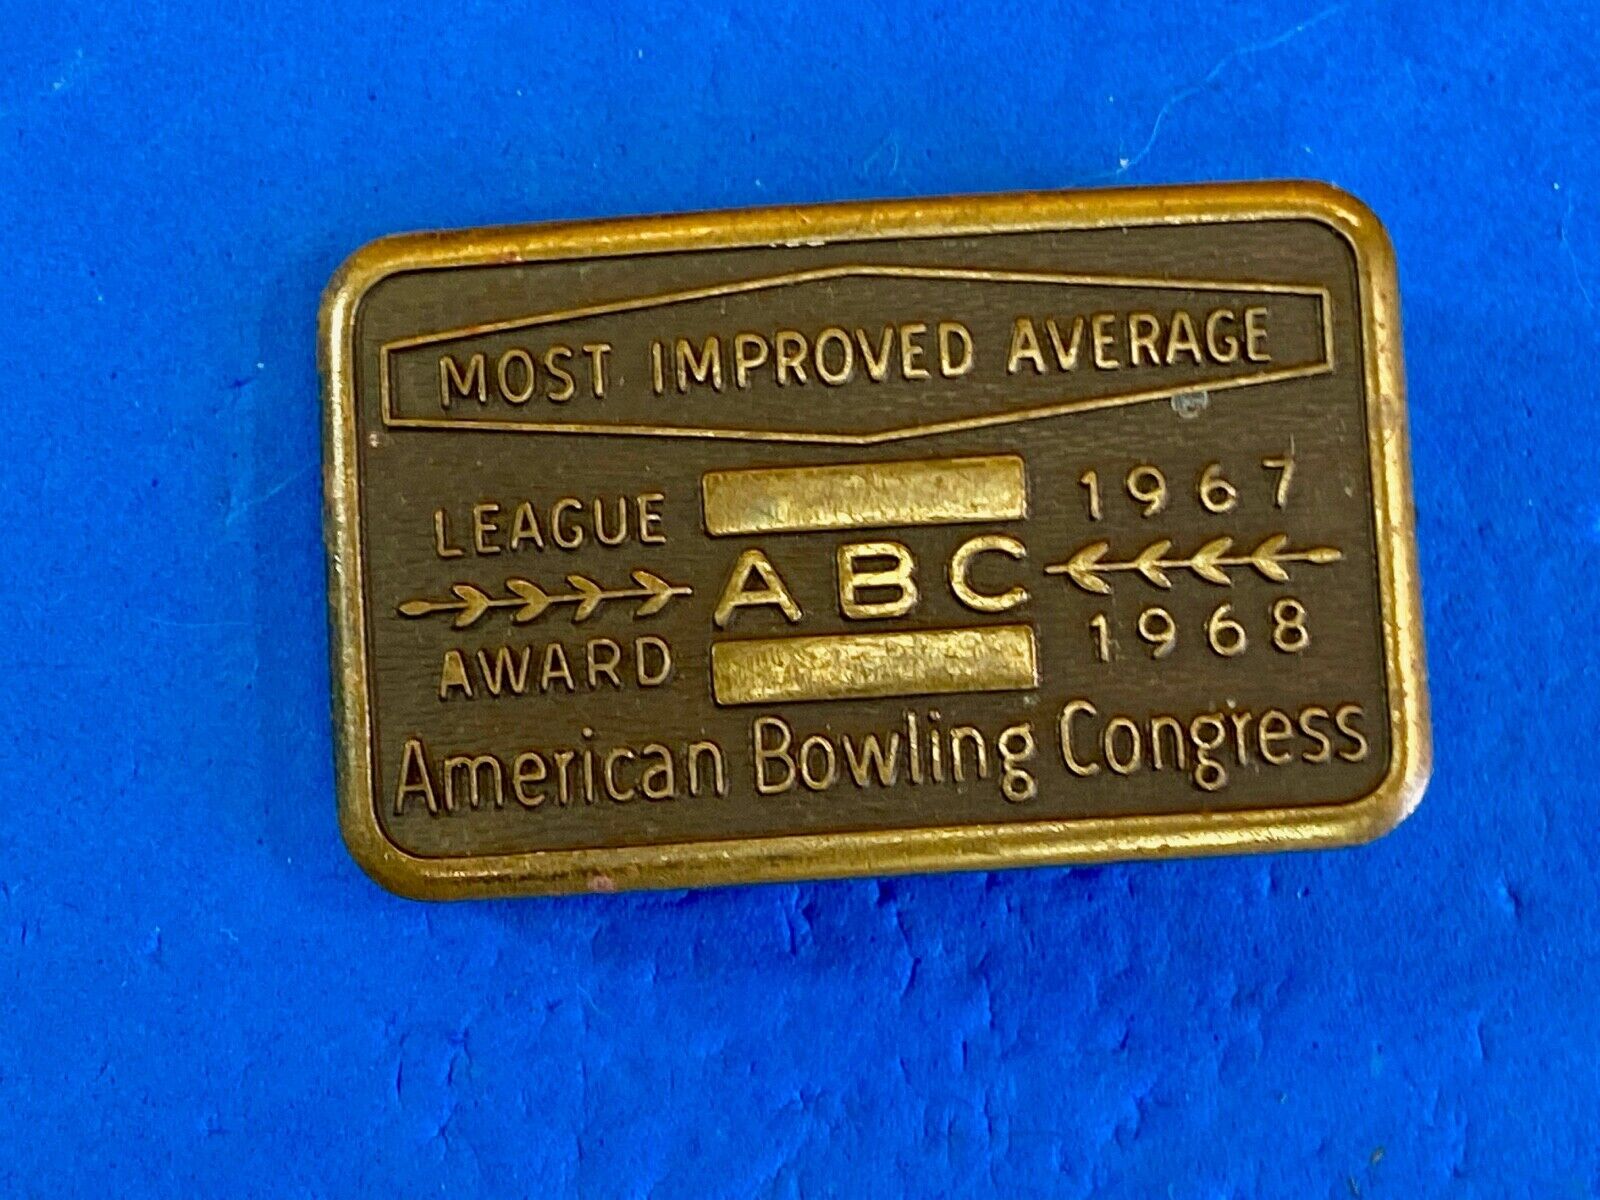 MOST IMPROVED AVERAGE
LEAGUE
AWARD
ABC
1967
1968
American Bowling Congress